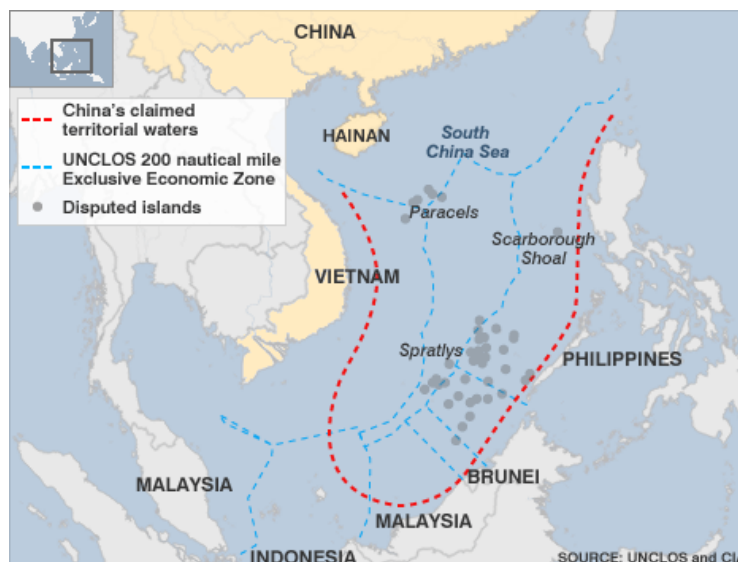 CHINA
China's claimed
territorial waters
UNCLOS 200 nautical mile
Exclusive Economic Zone
Disputed islands
HAINAN
South
China Sea
Paracels
Scarborough
Shoal
VIETNAM
Spratlys
PHILIPPINES
MALAYSIA
BRUNEI
MALAYSIA
INDONESIA
SOURCE: UNCLOS and CI